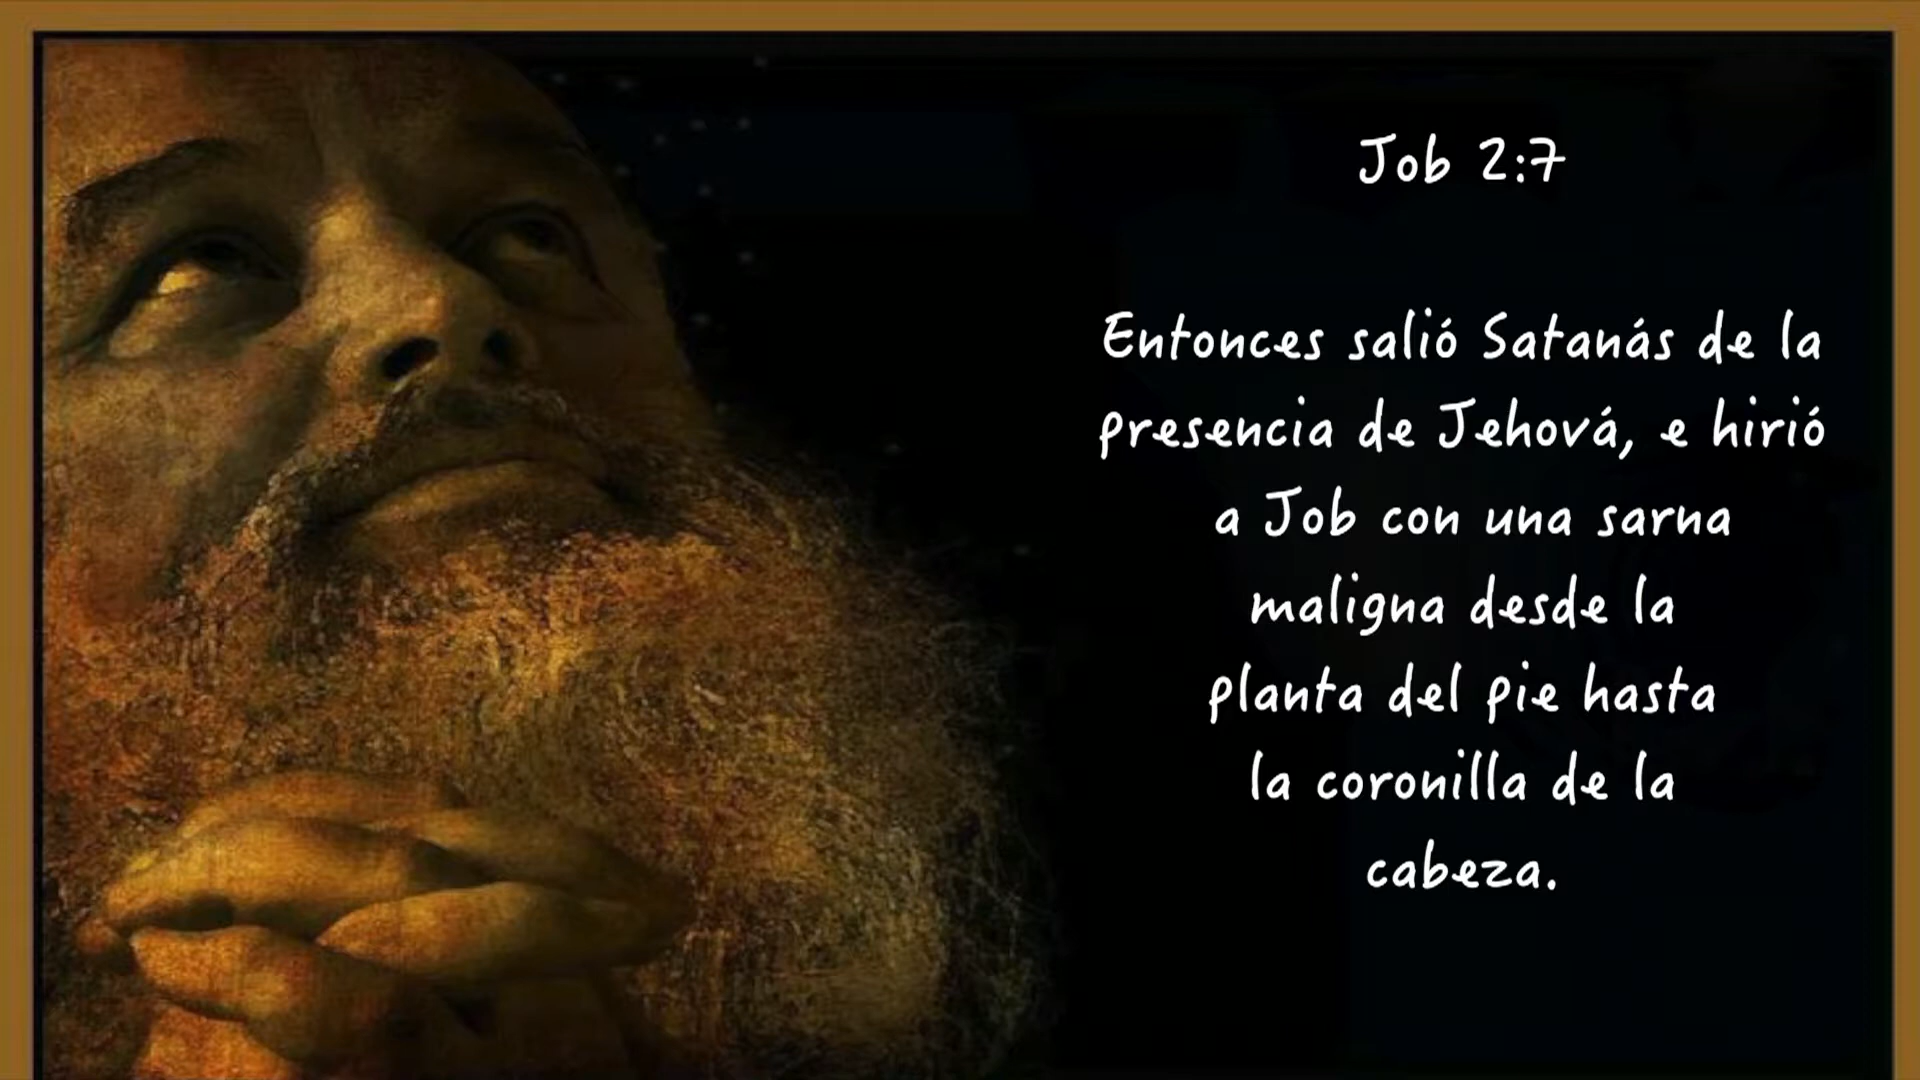 Job 2:7
Entonces salió Satanás de la
presencia de Jehová, e hirió
a Job con una sarna
maligna desde la
planta del pie hasta
la coronilla de la
cabeza.